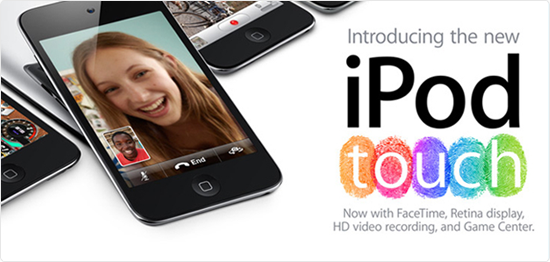 Introducing the new
iPod
touch
Now with FaceTime, Retina display,
HD video recording, and Game Center.
End